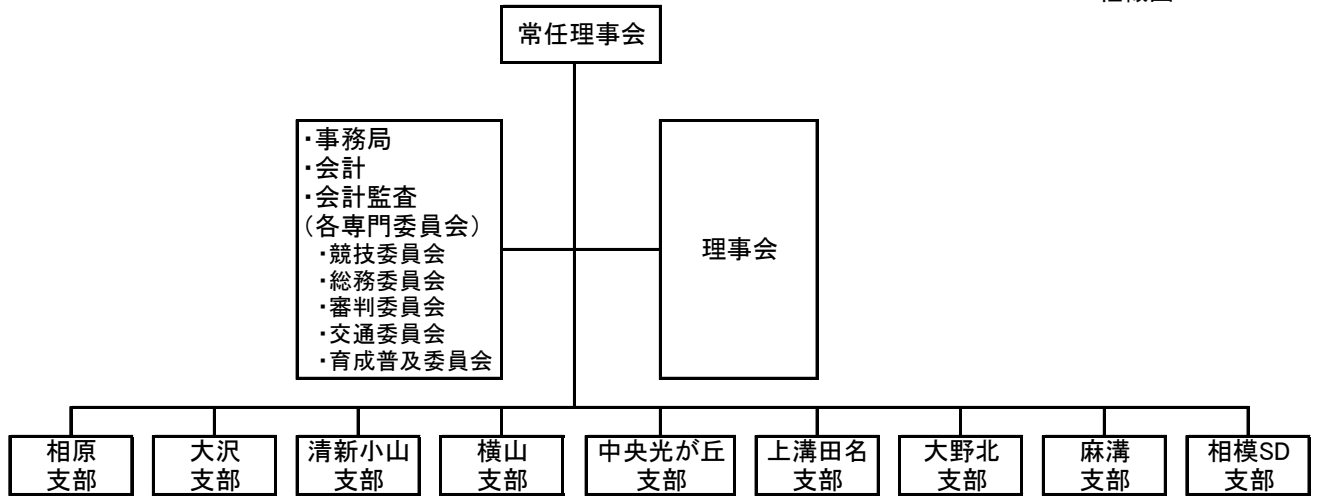 常任理事会
・事務局
・会計
・会計監査
(各専門委員会)
・競技委員会
・総務委員会
・審判委員会
・交通委員会
・育成普及委員会
理事会
相原
支部
大沢
支部
清新小山
支部
横山
支部
中央光が丘
支部
上溝田名
支部
大野北
支部
麻溝
支部
相模SD
支部